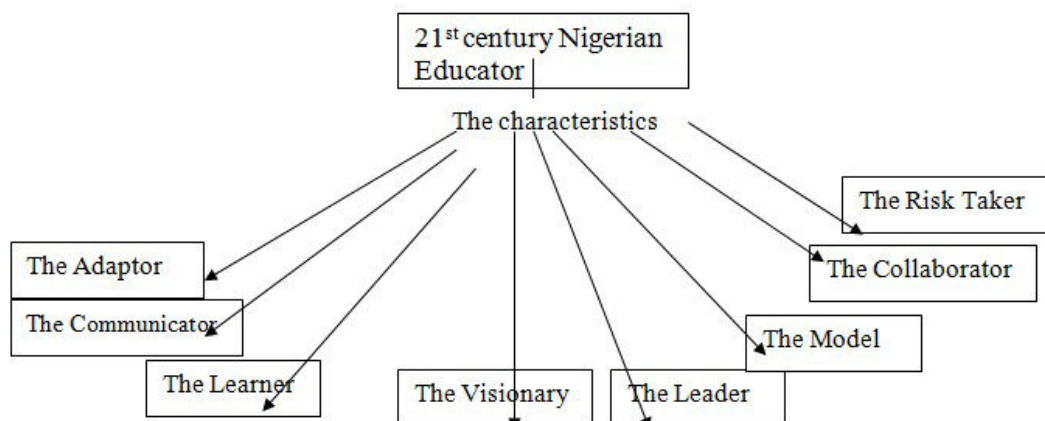 21st century Nigerian
Educator
The characteristics
The Risk Taker
The Adaptor
The Collaborator
The Communicator
The Model
The Learner
The Visionary
The Leader